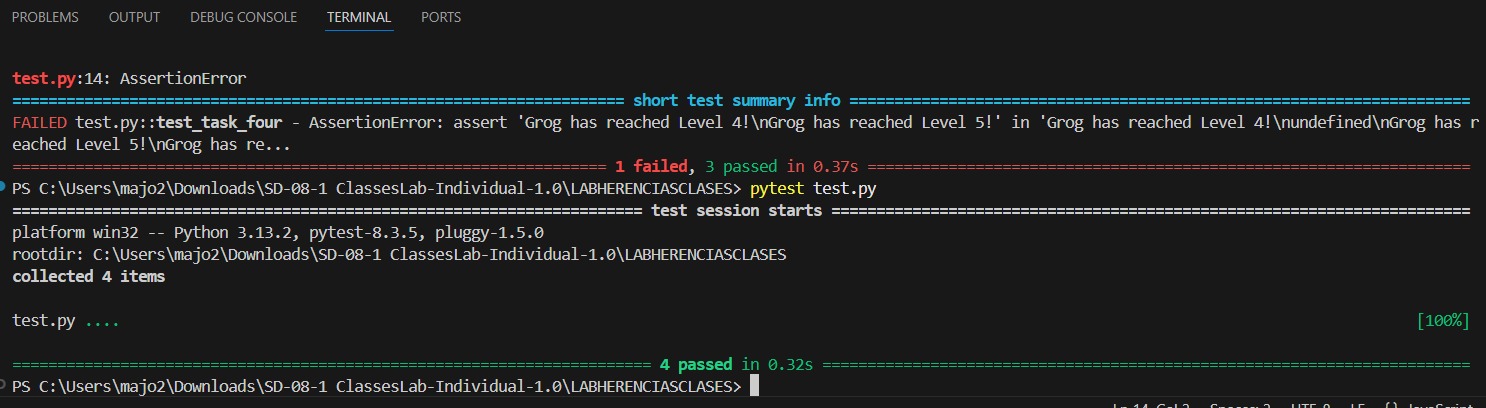 PROBLEMS OUTPUT DEBUG CONSOLE TERMINAL PORTS
test.py:14: AssertionError
==================================================================== short test summary info =====================================================================
FAILED test.py::test_task_four - AssertionError: assert 'Grog has reached Level 4!\nGrog has reached Level 5!' in 'Grog has reached Level 4!\nundefined\nGrog has r
eached Level 5!\nGrog has re...
================================================================== 1 failed, 3 passed in 0.37s ===================================================================
PS C:\Users\majo2\Downloads\SD-08-1 ClassesLab-Individual-1.0\LABHERENCIASCLASES> pytest test.py
====================================================================== test session starts =======================================================================
platform win32 -- Python 3.13.2, pytest-8.3.5, pluggy-1.5.0
rootdir: C:\Users\majo2\Downloads\SD-08-1 ClassesLab-Individual-1.0\LABHERENCIASCLASES
collected 4 items
test.py .... [100%]
======================================================================= 4 passed in 0.32s ========================================================================
PS C:\Users\majo2\Downloads\SD-08-1 ClassesLab-Individual-1.0\LABHERENCIASCLASES>